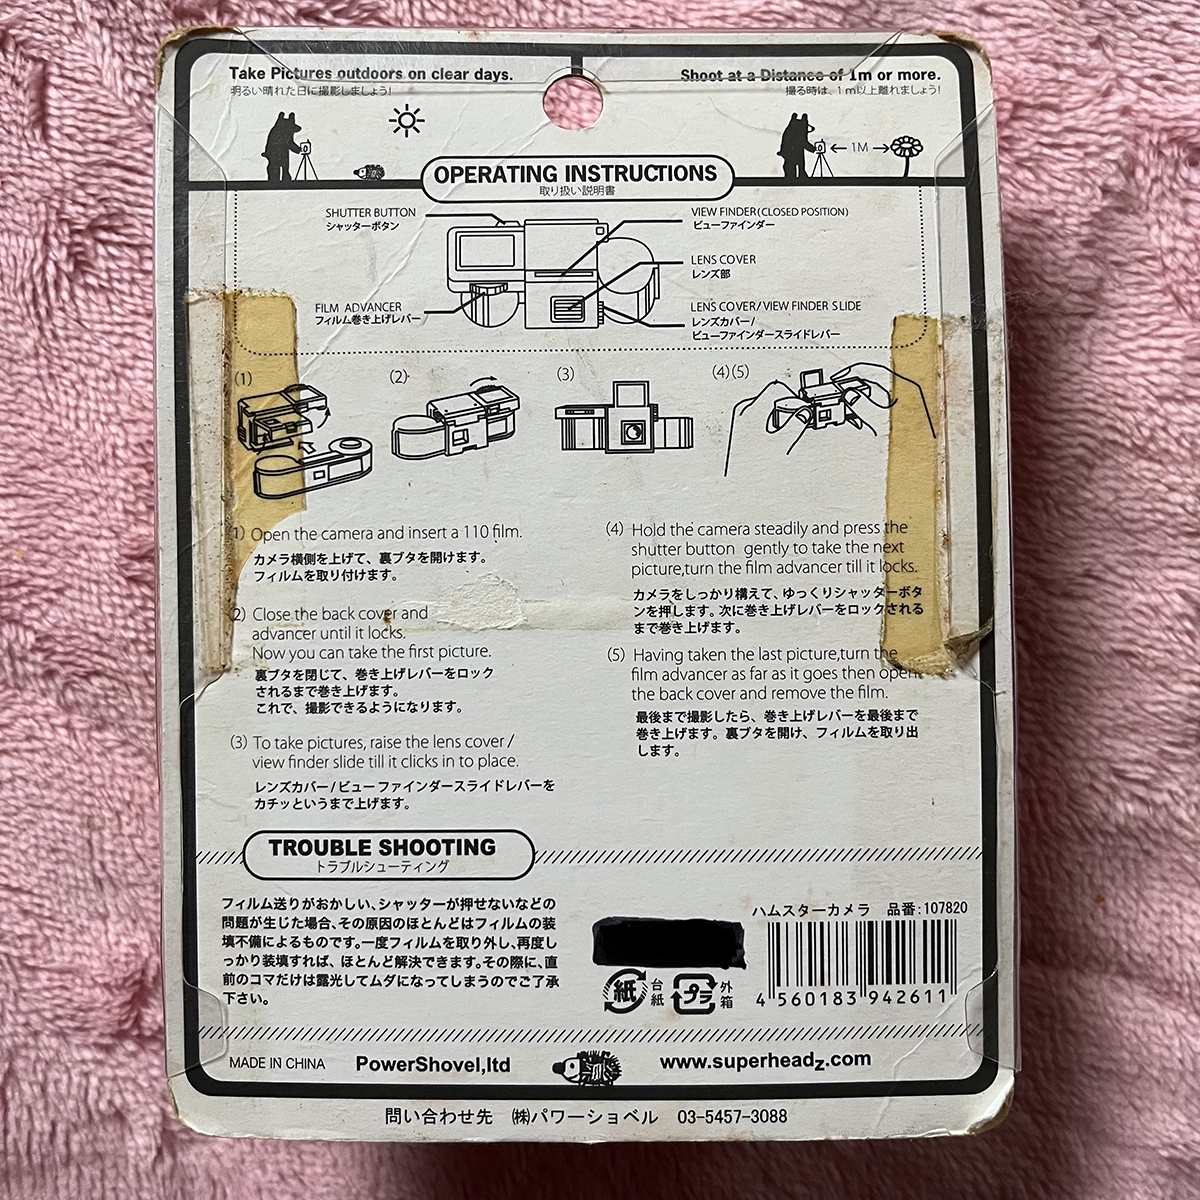 Take Pictures outdoors on clear days.
明るい晴れた日に撮影しましょう!
Shoot at a Distance of 1m or more.
撮る時は、1m以上離れましょう!
1M
OPERATING INSTRUCTIONS
取り扱い説明書
SHUTTER BUTTON
シャッターボタン
VIEW FINDER(CLOSED POSITION)
ビューファインダー
LENS COVER
レンズ部
FILM ADVANCER
フィルム巻き上げレバー
LENS COVER/VIEW FINDER SLIDE
レンズカバー/
ビューファインダースライドレバー
(1)
(2)
(3)
(4)(5)
(1) Open the camera and insert a 110 film.
カメラ横側を上げて、裏ブタを開けます。
フィルムを取り付けます。
(2) Close the back cover and
advancer until it locks.
Now you can take the first picture.
裏ブタを閉じて、巻き上げレバーをロック
されるまで巻き上げます。
これで、撮影できるようになります。
(3) To take pictures, raise the lens cover/
view finder slide till it clicks in to place.
レンズカバー/ビューファインダースライドレバーを
カチッというまで上げます。
(4) Hold the camera steadily and press the
shutter button gently to take the next
picture,turn the film advancer till it locks.
カメラをしっかり構えて、ゆっくりシャッターボタ
ンを押します。次に巻き上げレバーをロックされる
まで巻き上げます。
(5) Having taken the last picture,turn the
film advancer as far as it goes then open
the back cover and remove the film.
最後まで撮影したら、巻き上げレバーを最後まで
巻き上げます。裏ブタを開け、フィルムを取り出
します。
TROUBLE SHOOTING
トラブルシューティング
フィルム送りがおかしい、シャッターが押せないなどの
問題が生じた場合、その原因のほとんどはフィルムの装
填不備によるものです。一度フィルムを取り外し、再度し
っかり装填すれば、ほとんど解決できます。その際に、直
前のコマだけは露光してムダになってしまうのでご了承
下さい。
ハムスターカメラ 品番:107820
紙 台紙
プラ 外箱
4 560183 942611
MADE IN CHINA
PowerShovel,ltd
www.superheadz.com
問い合わせ先 ㈱パワーショベル 03-5457-3088